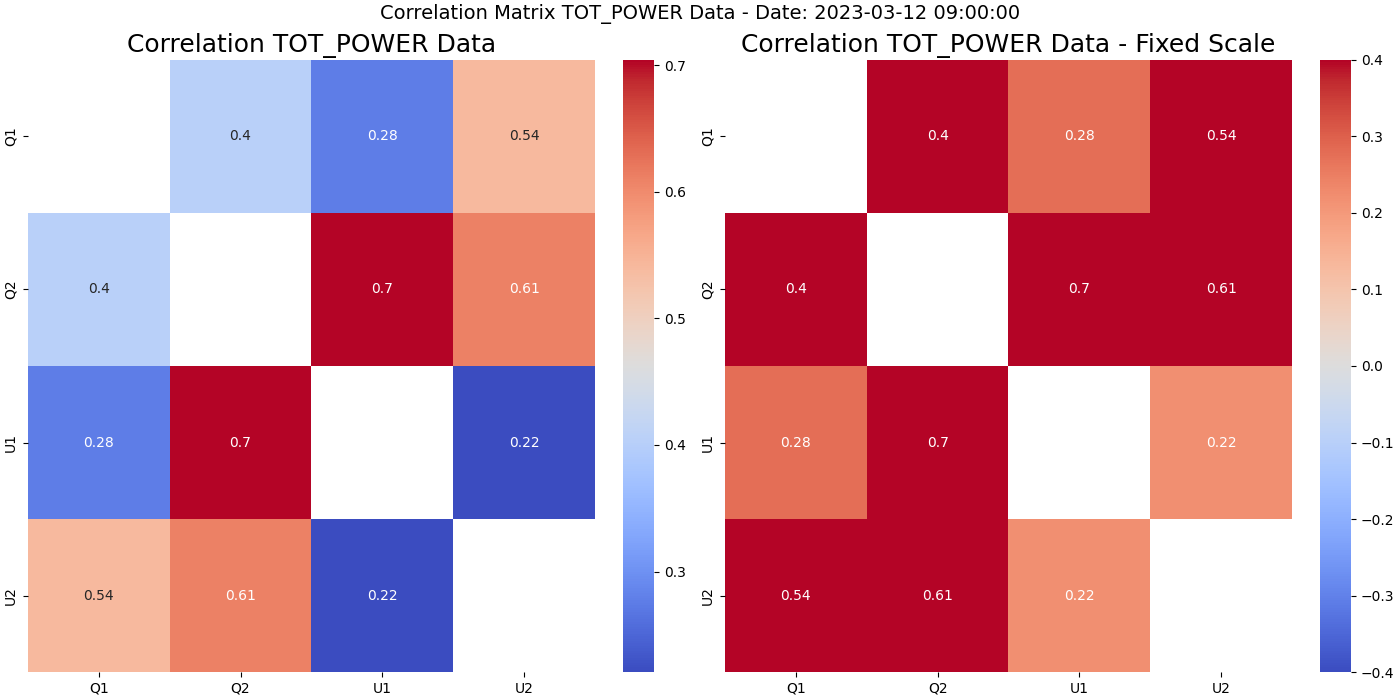 Correlation Matrix TOT_POWER Data - Date: 2023-03-12 09:00:00
Correlation TOT_POWER Data
Q1
0.4 0.28 0.54
Q2
0.4 0.7 0.61
U1
0.28 0.7 0.22
U2
0.54 0.61 0.22
Q1 Q2 U1 U2
0.7
0.6
0.5
0.4
0.3
Correlation TOT_POWER Data - Fixed Scale
Q1
0.4 0.28 0.54
Q2
0.4 0.7 0.61
U1
0.28 0.7 0.22
U2
0.54 0.61 0.22
Q1 Q2 U1 U2
0.4
0.3
0.2
0.1
0.0
−0.1
−0.2
−0.3
−0.4